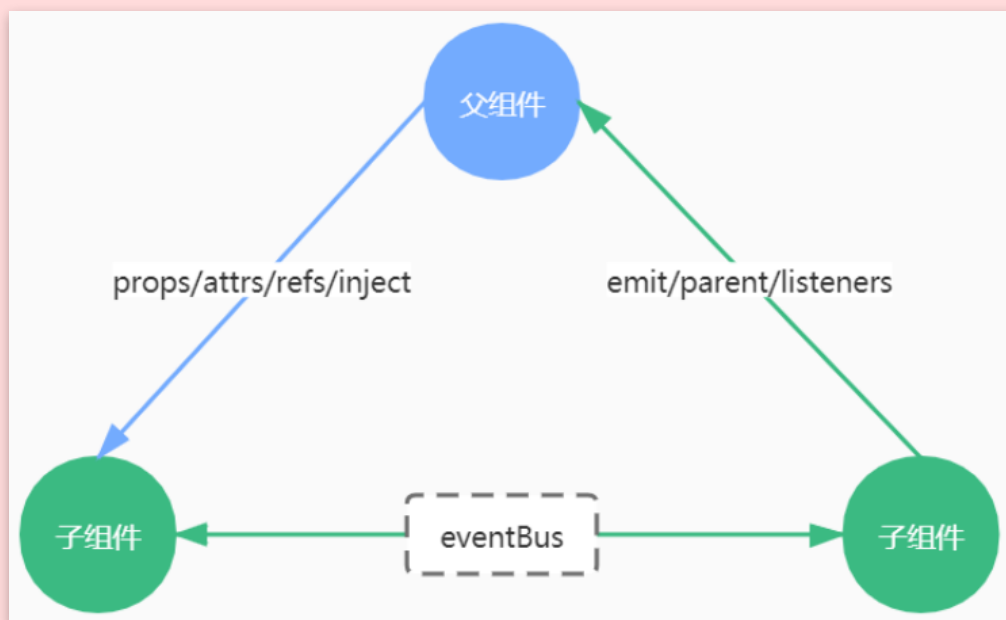 父组件
props/attrs/refs/inject
emit/parent/listeners
子组件
eventBus
子组件